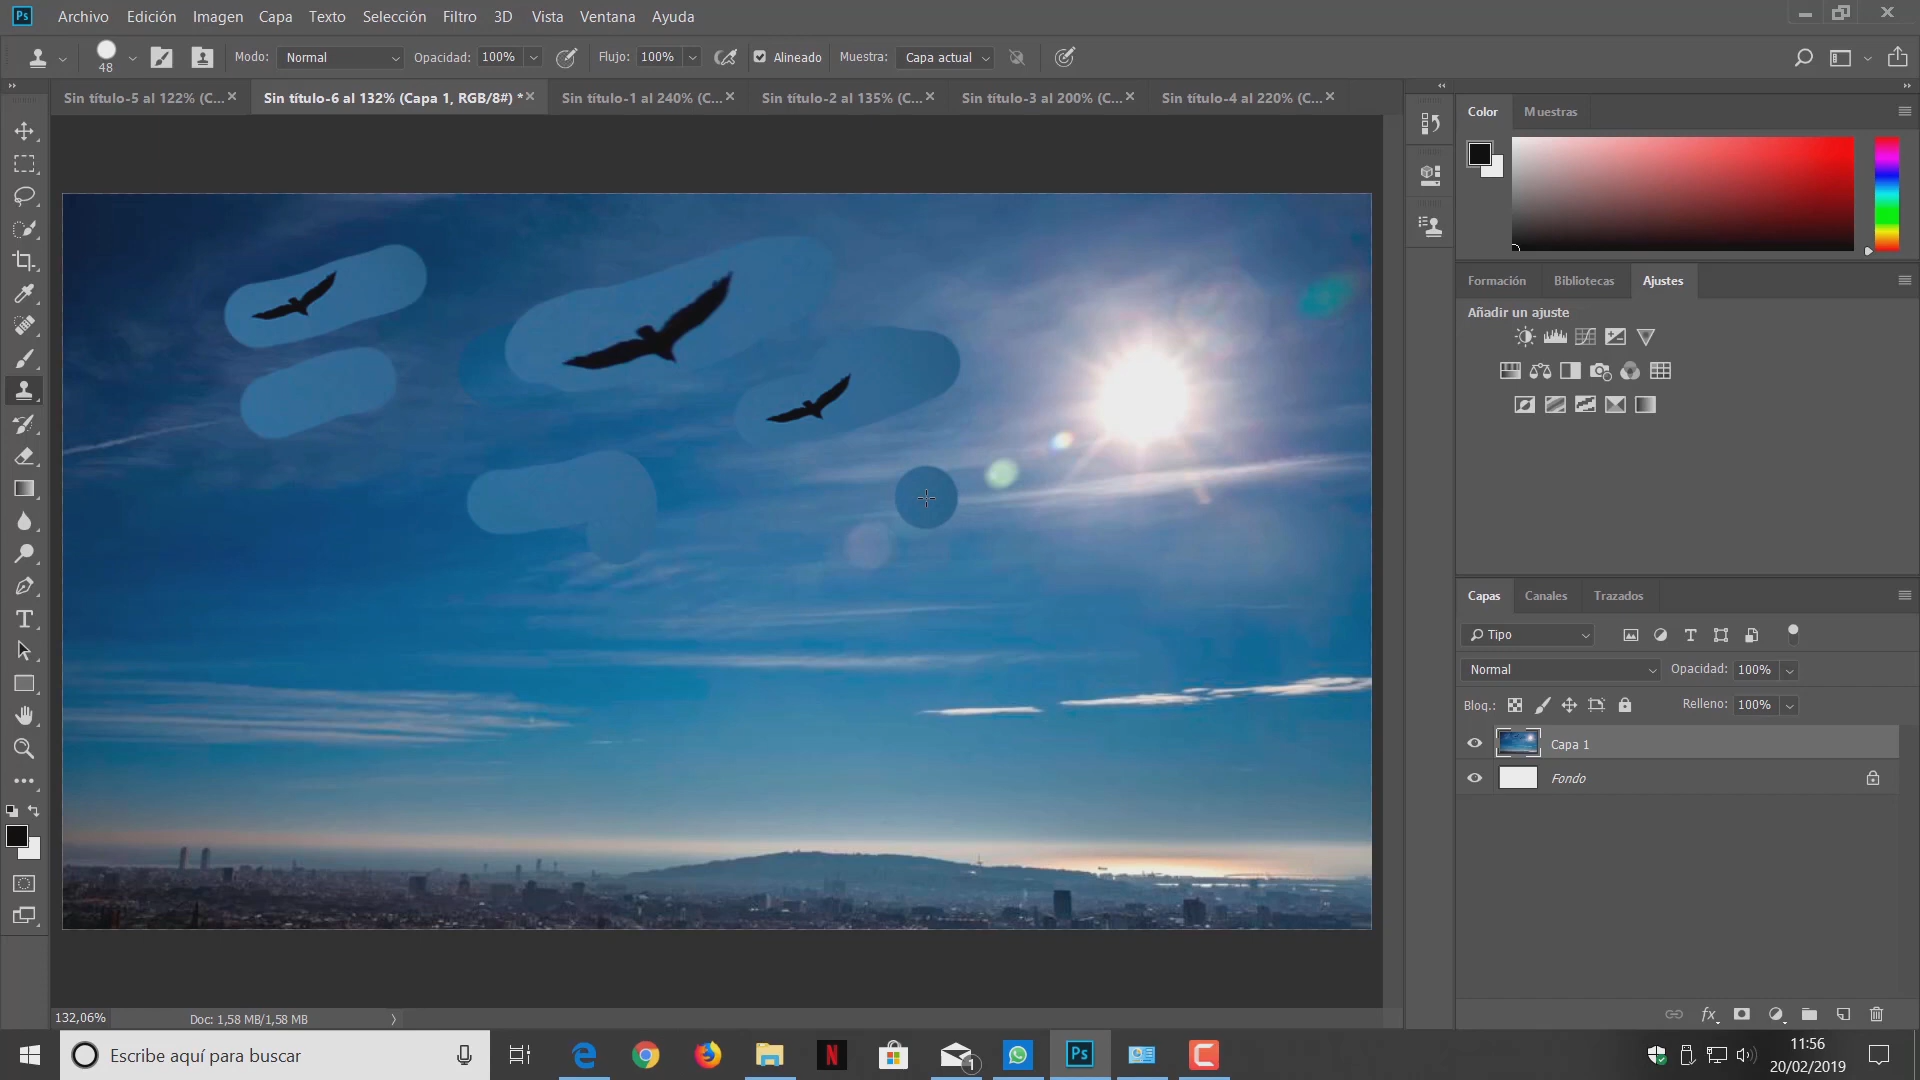 Ps Archivo Edición Imagen Capa Texto Selección Filtro 3D Vista Ventana Ayuda
48 Modo: Normal Opacidad: 100% Flujo: 100% Alineado Muestra: Capa actual
Sin título-5 al 122% (C... × Sin título-6 al 132% (Capa 1, RGB/8#) * × Sin título-1 al 240% (C... × Sin título-2 al 135% (C... × Sin título-3 al 200% (C... × Sin título-4 al 220% (C... ×
Color Muestras
Formación Bibliotecas Ajustes
Añadir un ajuste
Capas Canales Trazados
Tipo
Normal Opacidad: 100%
Bloq.: Relleno: 100%
Capa 1
Fondo
fx
132,06% Doc: 1,58 MB/1,58 MB
Escribe aquí para buscar
N
1
Ps
11:56
20/02/2019